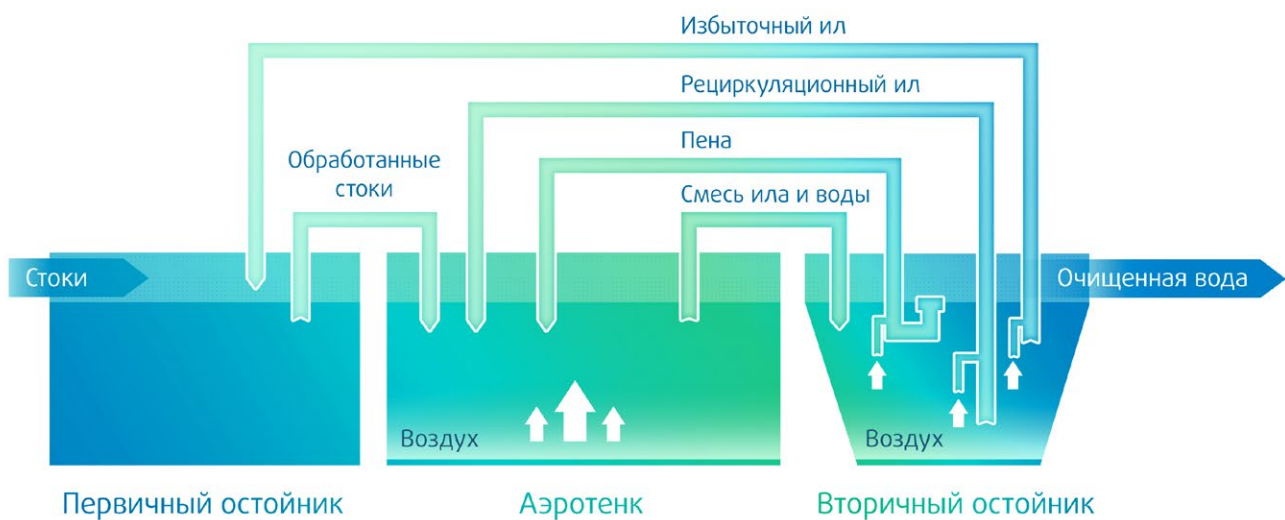 Избыточный ил
Рециркуляционный ил
Пена
Обработанные
стоки
Смесь ила и воды
Стоки
Очищенная вода
Воздух
Воздух
Первичный остойник
Аэротенк
Вторичный остойник